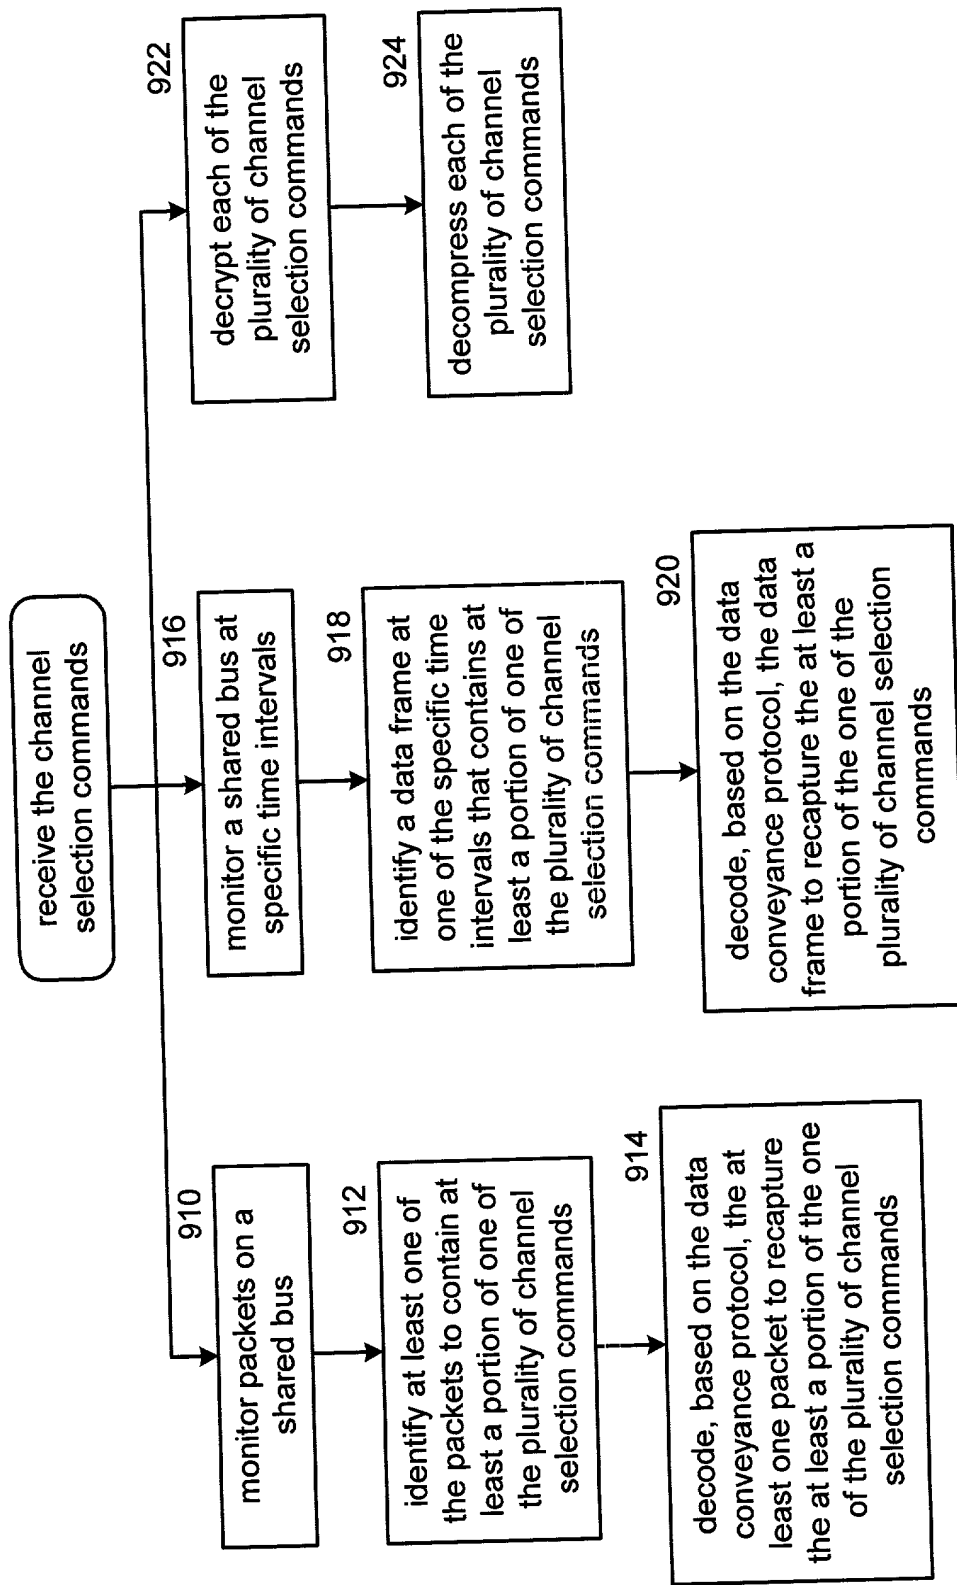 receive the channel
selection commands
910
monitor packets on a
shared bus
912
identify at least one of
the packets to contain at
least a portion of one of
the plurality of channel
selection commands
914
decode, based on the data
conveyance protocol, the at
least one packet to recapture
the at least a portion of the one
of the plurality of channel
selection commands
916
monitor a shared bus at
specific time intervals
918
identify a data frame at
one of the specific time
intervals that contains at
least a portion of one of
the plurality of channel
selection commands
920
decode, based on the data
conveyance protocol, the data
frame to recapture the at least a
portion of the one of the
plurality of channel selection
commands
922
decrypt each of the
plurality of channel
selection commands
924
decompress each of the
plurality of channel
selection commands